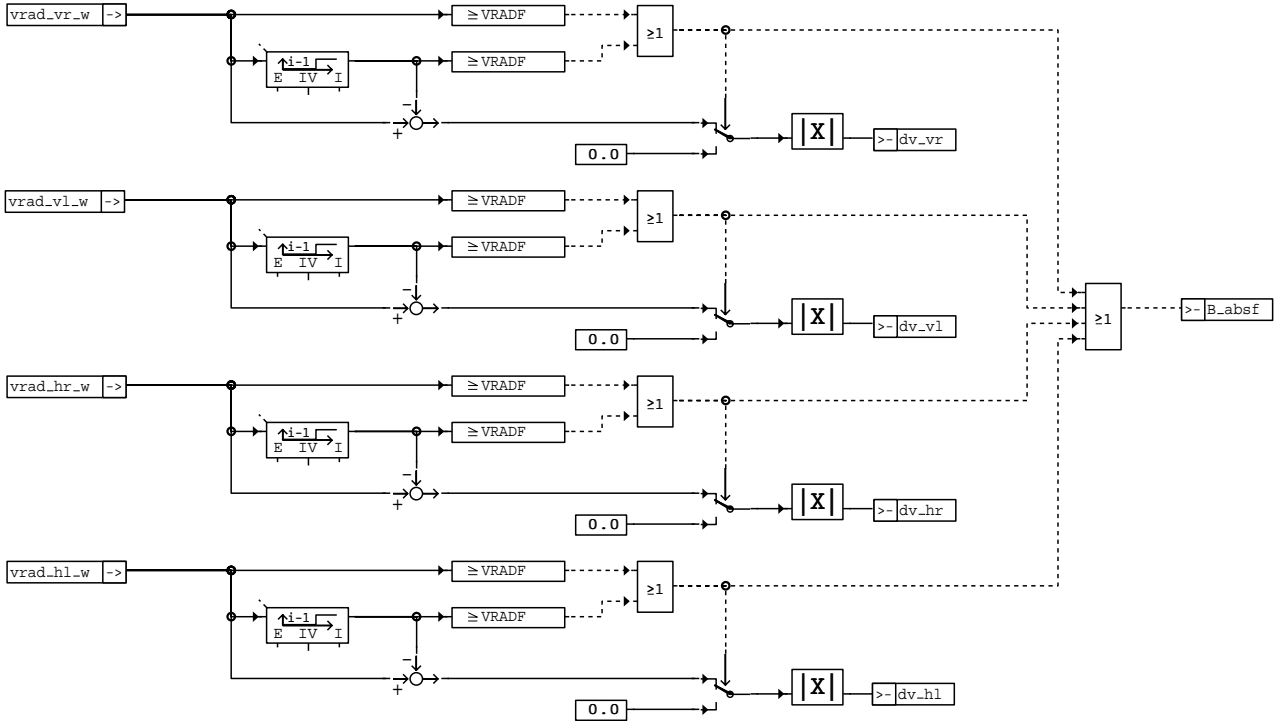 vrad_vr_w ->
≥VRADF
≥1
i-1
E IV I
≥VRADF
−
+
|X|
>- dv_vr
0.0
vrad_vl_w ->
≥VRADF
≥1
i-1
E IV I
≥VRADF
−
+
|X|
>- dv_vl
0.0
≥1
>- B_absf
vrad_hr_w ->
≥VRADF
≥1
i-1
E IV I
≥VRADF
−
+
|X|
>- dv_hr
0.0
vrad_hl_w ->
≥VRADF
≥1
i-1
E IV I
≥VRADF
−
+
|X|
>- dv_hl
0.0